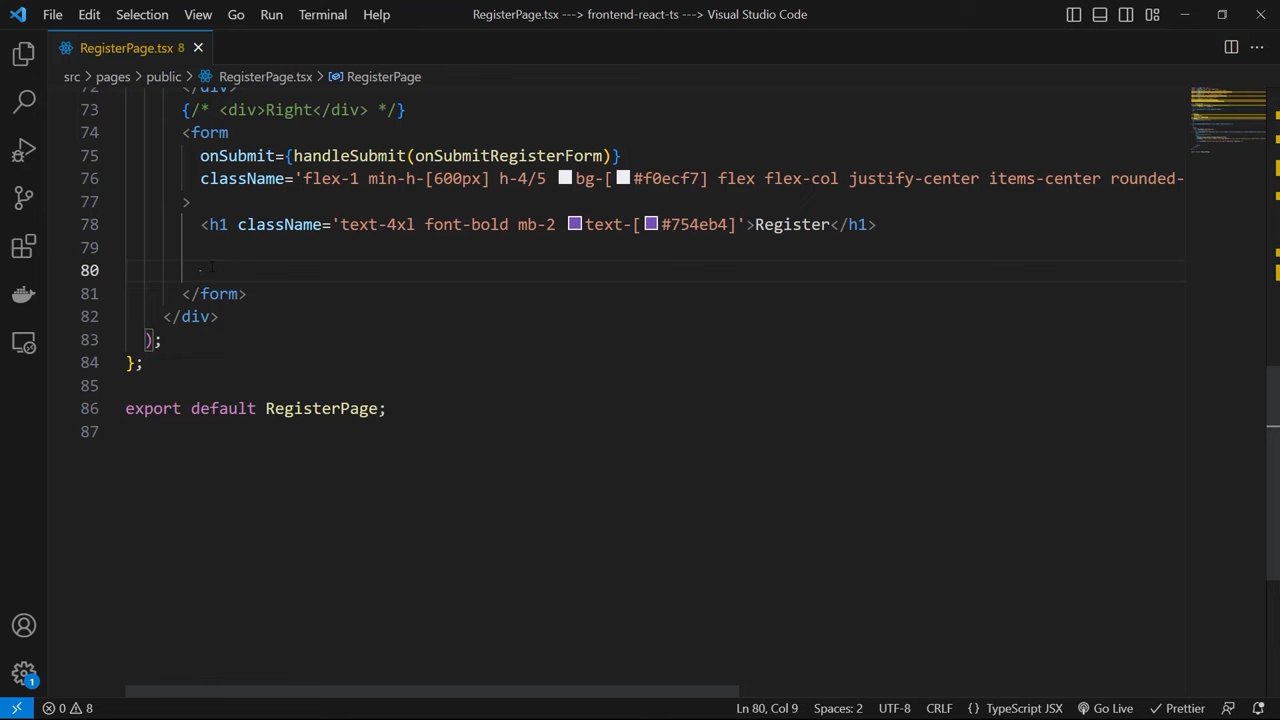 File Edit Selection View Go Run Terminal Help RegisterPage.tsx ---> frontend-react-ts ---> Visual Studio Code
RegisterPage.tsx 8
src > pages > public > RegisterPage.tsx > RegisterPage
72 </div>
73 {/* <div>Right</div> */}
74 <form
75 onSubmit={handleSubmit(onSubmitRegisterForm)}
76 className='flex-1 min-h-[600px] h-4/5 bg-[#f0ecf7] flex flex-col justify-center items-center rounded-
77 >
78 <h1 className='text-4xl font-bold mb-2 text-[#754eb4]'>Register</h1>
79
80
81 </form>
82 </div>
83 );
84 };
85
86 export default RegisterPage;
87
1
0 8 Ln 80, Col 9 Spaces: 2 UTF-8 CRLF {} TypeScript JSX Go Live Prettier